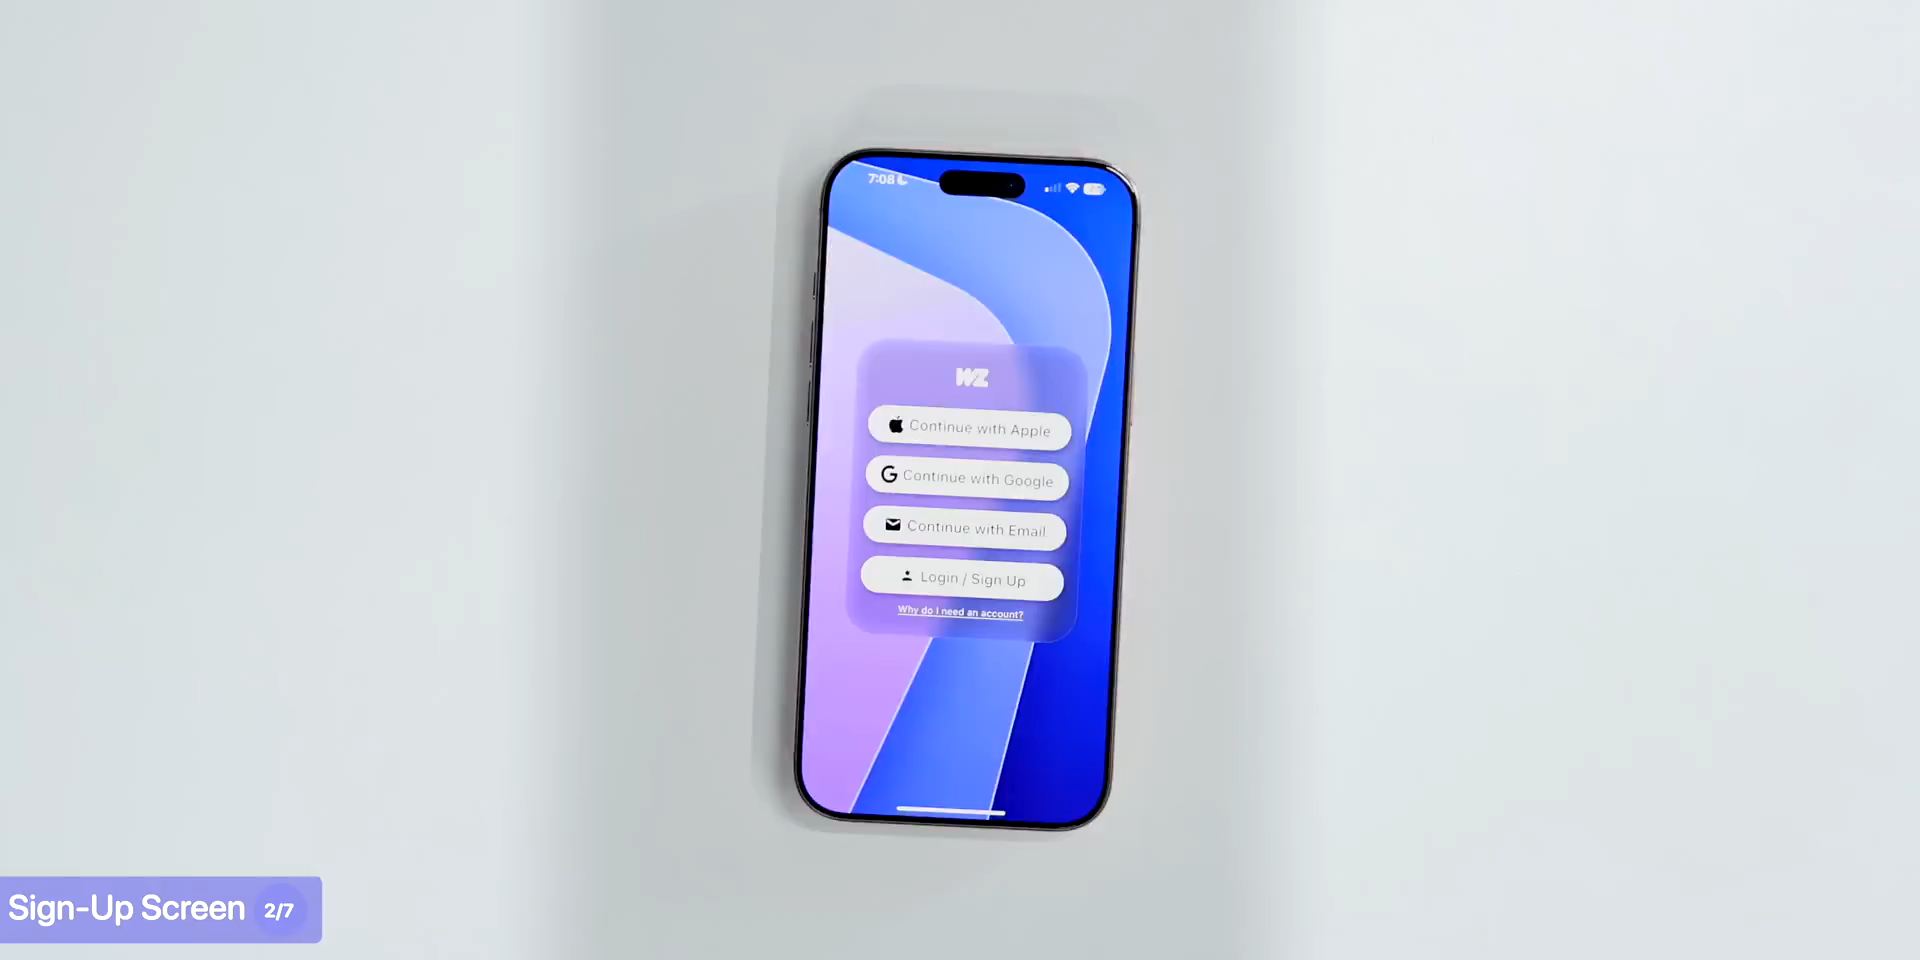 7:08
WZ
Continue with Apple
Continue with Google
Continue with Email
Login / Sign Up
Why do I need an account?
Sign-Up Screen 2/7